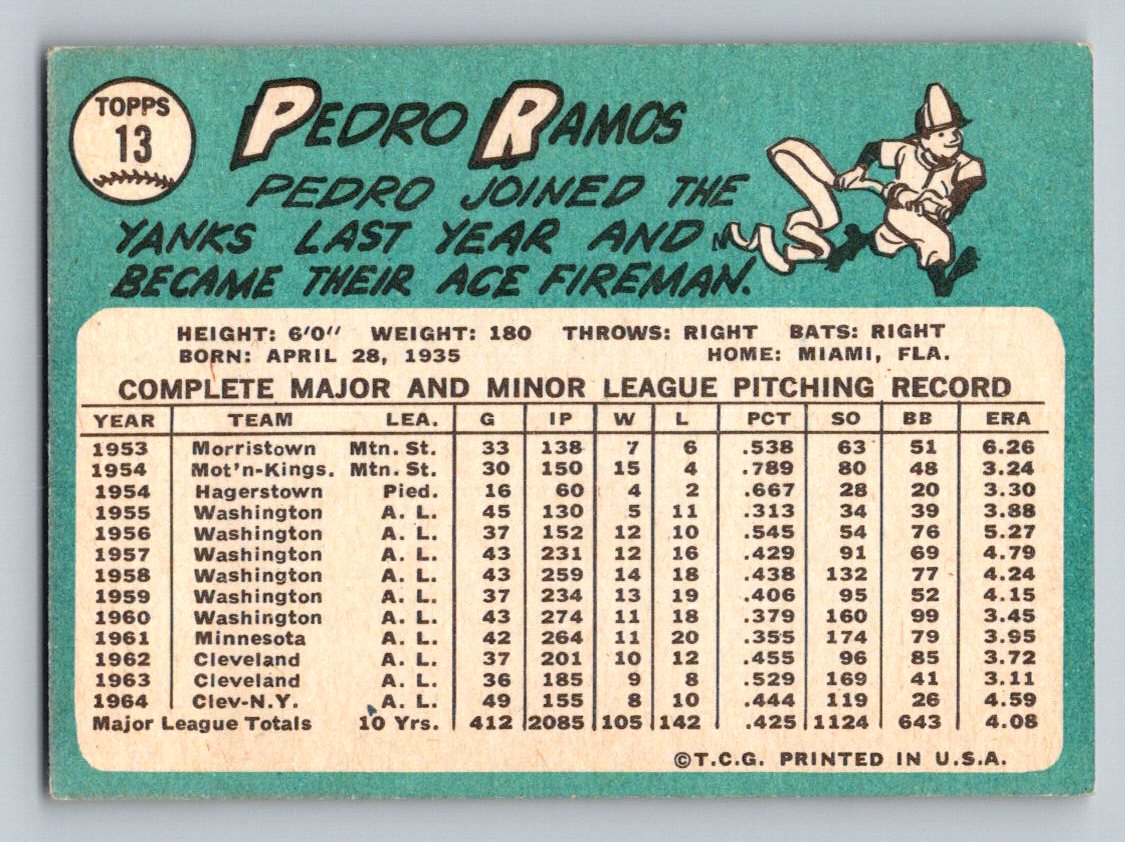 TOPPS
13
PEDRO RAMOS
PEDRO JOINED THE
YANKS LAST YEAR AND
BECAME THEIR ACE FIREMAN.
HEIGHT: 6'0" WEIGHT: 180 THROWS: RIGHT BATS: RIGHT
BORN: APRIL 28, 1935 HOME: MIAMI, FLA.
COMPLETE MAJOR AND MINOR LEAGUE PITCHING RECORD
YEAR TEAM LEA. G IP W L PCT SO BB ERA
1953 Morristown Mtn. St. 33 138 7 6 .538 63 51 6.26
1954 Mot'n-Kings. Mtn. St. 30 150 15 4 .789 80 48 3.24
1954 Hagerstown Pied. 16 60 4 2 .667 28 20 3.30
1955 Washington A. L. 45 130 5 11 .313 34 39 3.88
1956 Washington A. L. 37 152 12 10 .545 54 76 5.27
1957 Washington A. L. 43 231 12 16 .429 91 69 4.79
1958 Washington A. L. 43 259 14 18 .438 132 77 4.24
1959 Washington A. L. 37 234 13 19 .406 95 52 4.15
1960 Washington A. L. 43 274 11 18 .379 160 99 3.45
1961 Minnesota A. L. 42 264 11 20 .355 174 79 3.95
1962 Cleveland A. L. 37 201 10 12 .455 96 85 3.72
1963 Cleveland A. L. 36 185 9 8 .529 169 41 3.11
1964 Clev-N.Y. A. L. 49 155 8 10 .444 119 26 4.59
Major League Totals 10 Yrs. 412 2085 105 142 .425 1124 643 4.08
©T.C.G. PRINTED IN U.S.A.